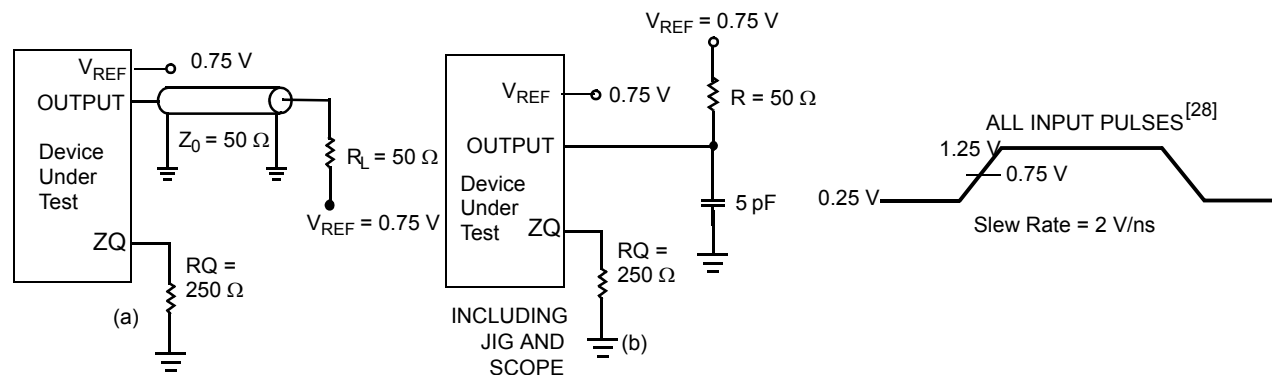 V_REF 0.75 V
OUTPUT
Z_0 = 50 Ω
Device
Under
Test
R_L = 50 Ω
V_REF = 0.75 V
ZQ
RQ =
250 Ω
(a)
V_REF = 0.75 V
R = 50 Ω
V_REF 0.75 V
OUTPUT
Device
Under
Test
5 pF
ZQ
RQ =
250 Ω
INCLUDING
JIG AND
SCOPE
(b)
ALL INPUT PULSES[28]
1.25 V
0.75 V
0.25 V
Slew Rate = 2 V/ns